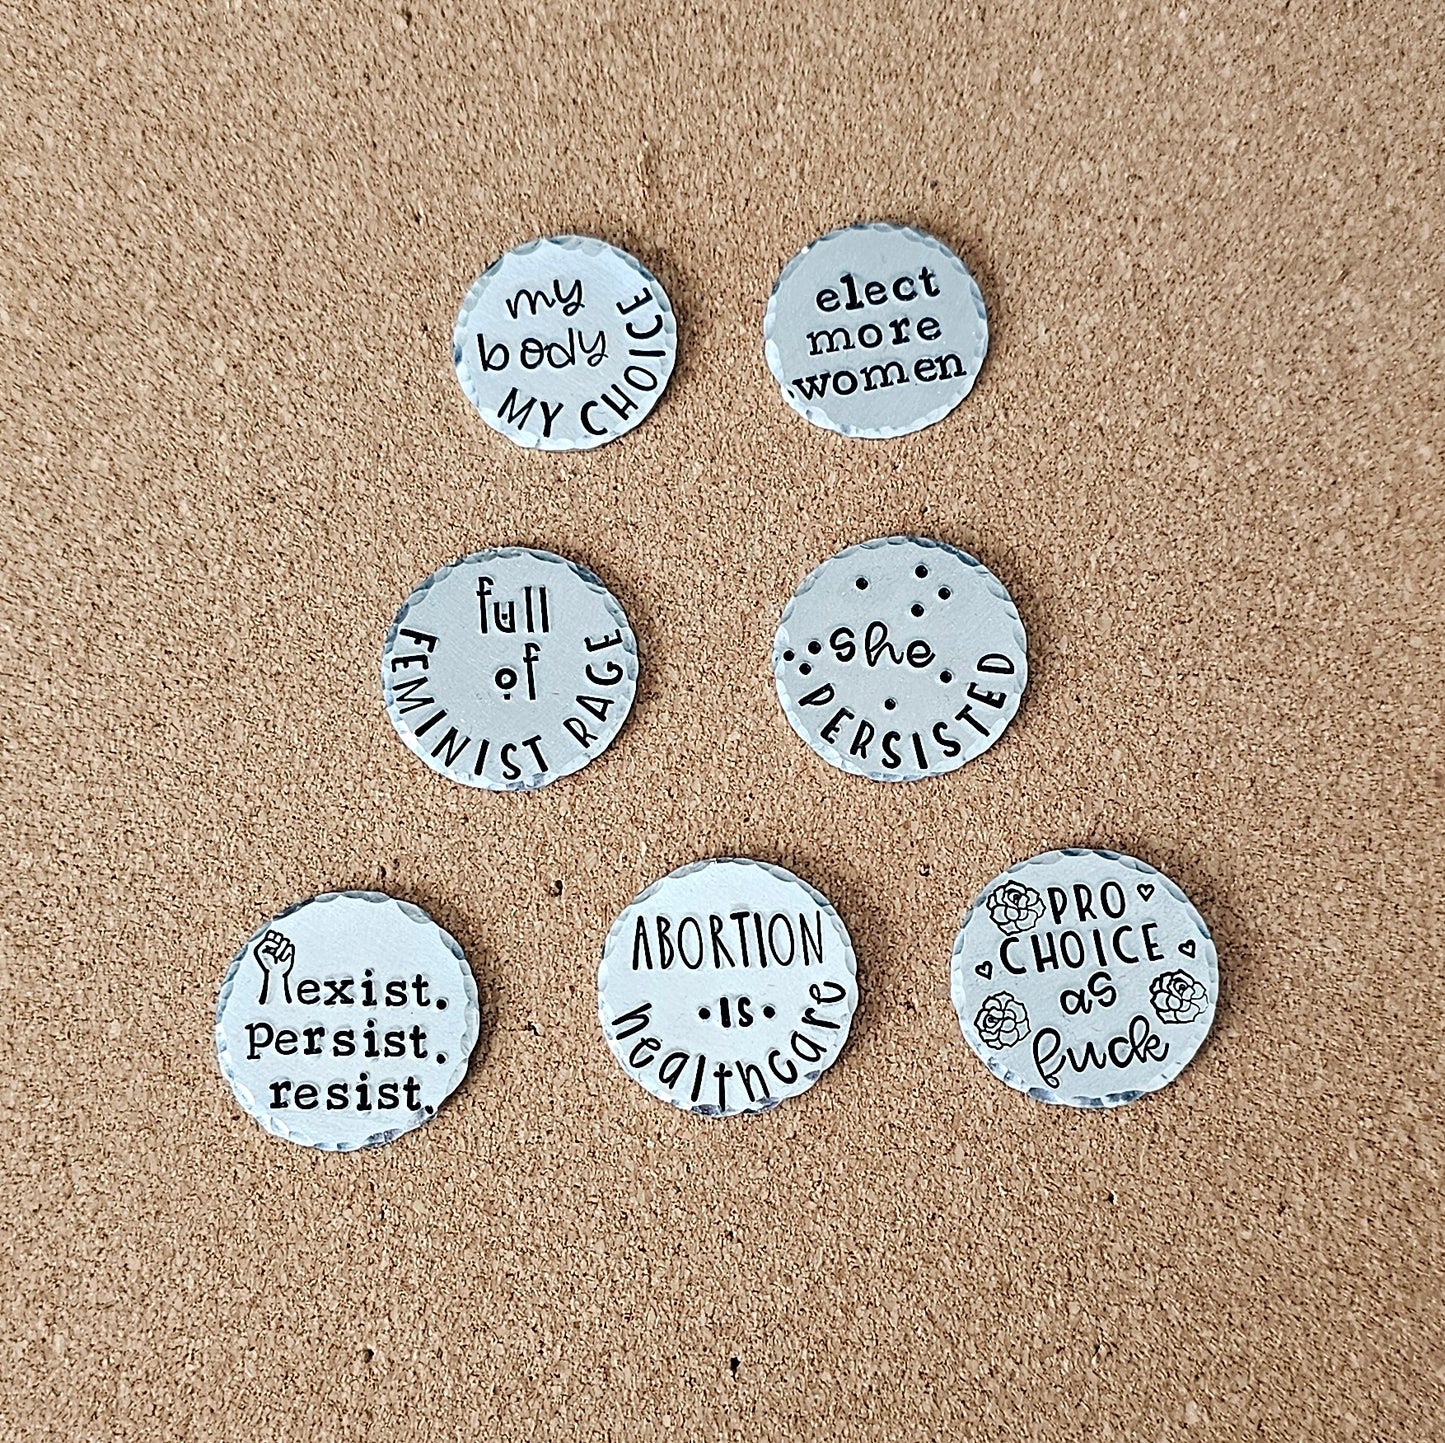 my
body
MY CHOICE
elect
more
women
full
of
FEMINIST RAGE
she
PERSISTED
exist.
Persist.
resist.
ABORTION
•IS•
healthcare
PRO
CHOICE
as
fuck